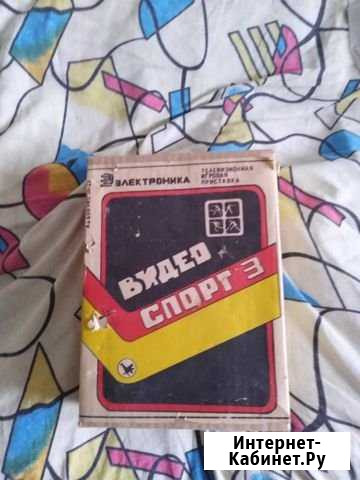 Э ЭЛЕКТРОНИКА
ТЕЛЕВИЗИОННАЯ
ИГРОВАЯ
ПРИСТАВКА
ВИДЕО
СПОРТ 3
Интернет-
Кабинет.Ру